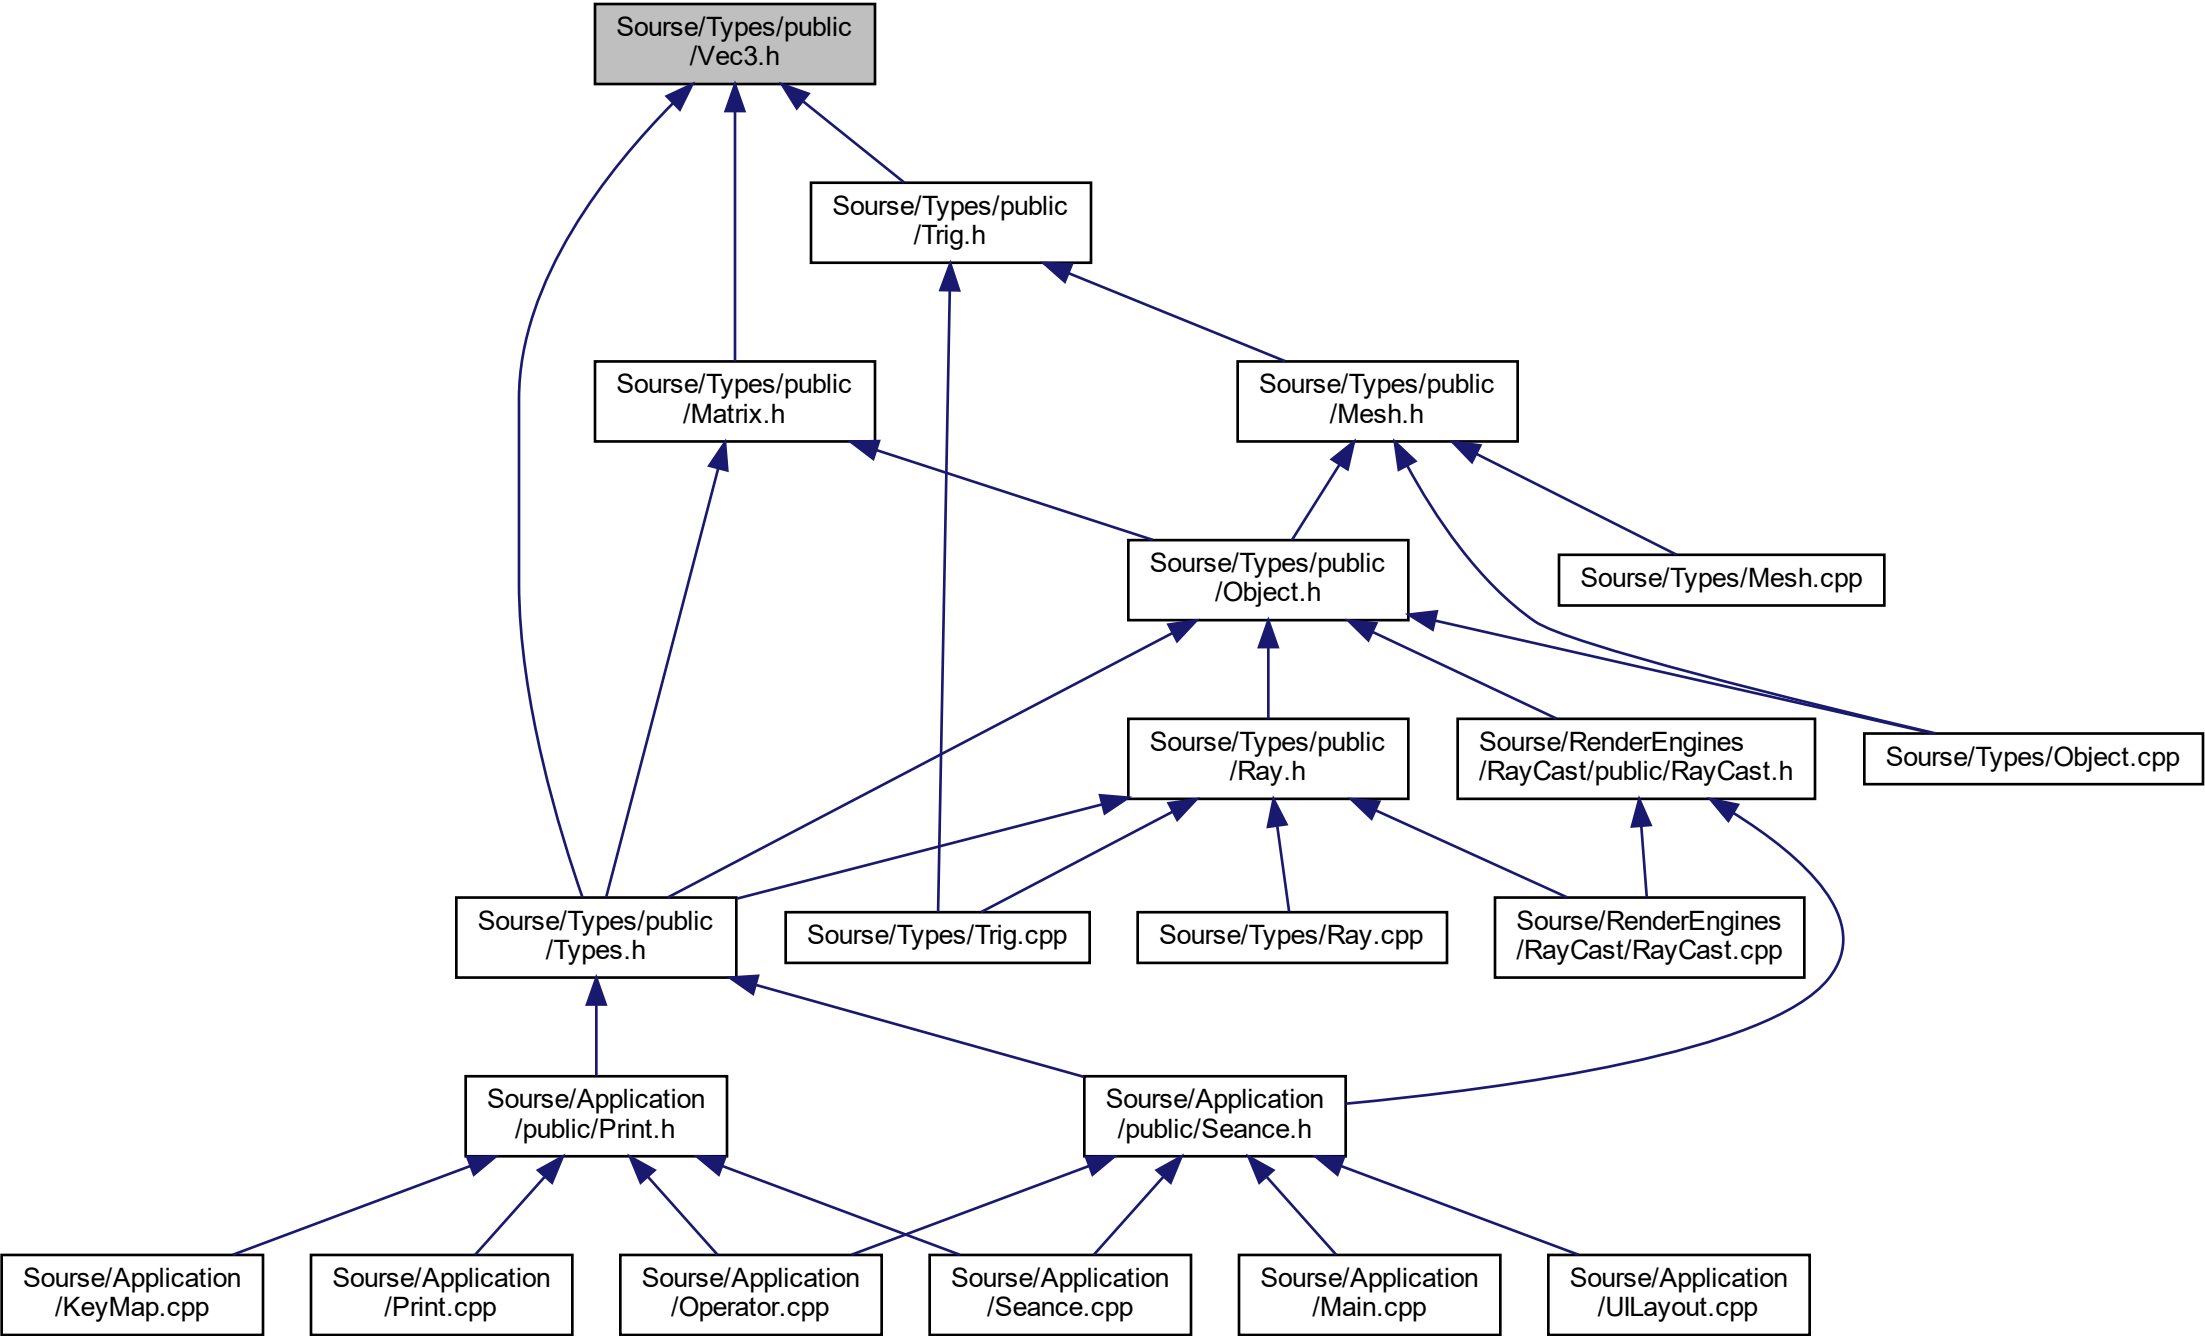 Sourse/Types/public
/Vec3.h
Sourse/Types/public
/Trig.h
Sourse/Types/public
/Matrix.h
Sourse/Types/public
/Mesh.h
Sourse/Types/public
/Object.h
Sourse/Types/Mesh.cpp
Sourse/Types/public
/Ray.h
Sourse/RenderEngines
/RayCast/public/RayCast.h
Sourse/Types/Object.cpp
Sourse/Types/public
/Types.h
Sourse/Types/Trig.cpp
Sourse/Types/Ray.cpp
Sourse/RenderEngines
/RayCast/RayCast.cpp
Sourse/Application
/public/Print.h
Sourse/Application
/public/Seance.h
Sourse/Application
/KeyMap.cpp
Sourse/Application
/Print.cpp
Sourse/Application
/Operator.cpp
Sourse/Application
/Seance.cpp
Sourse/Application
/Main.cpp
Sourse/Application
/UILayout.cpp